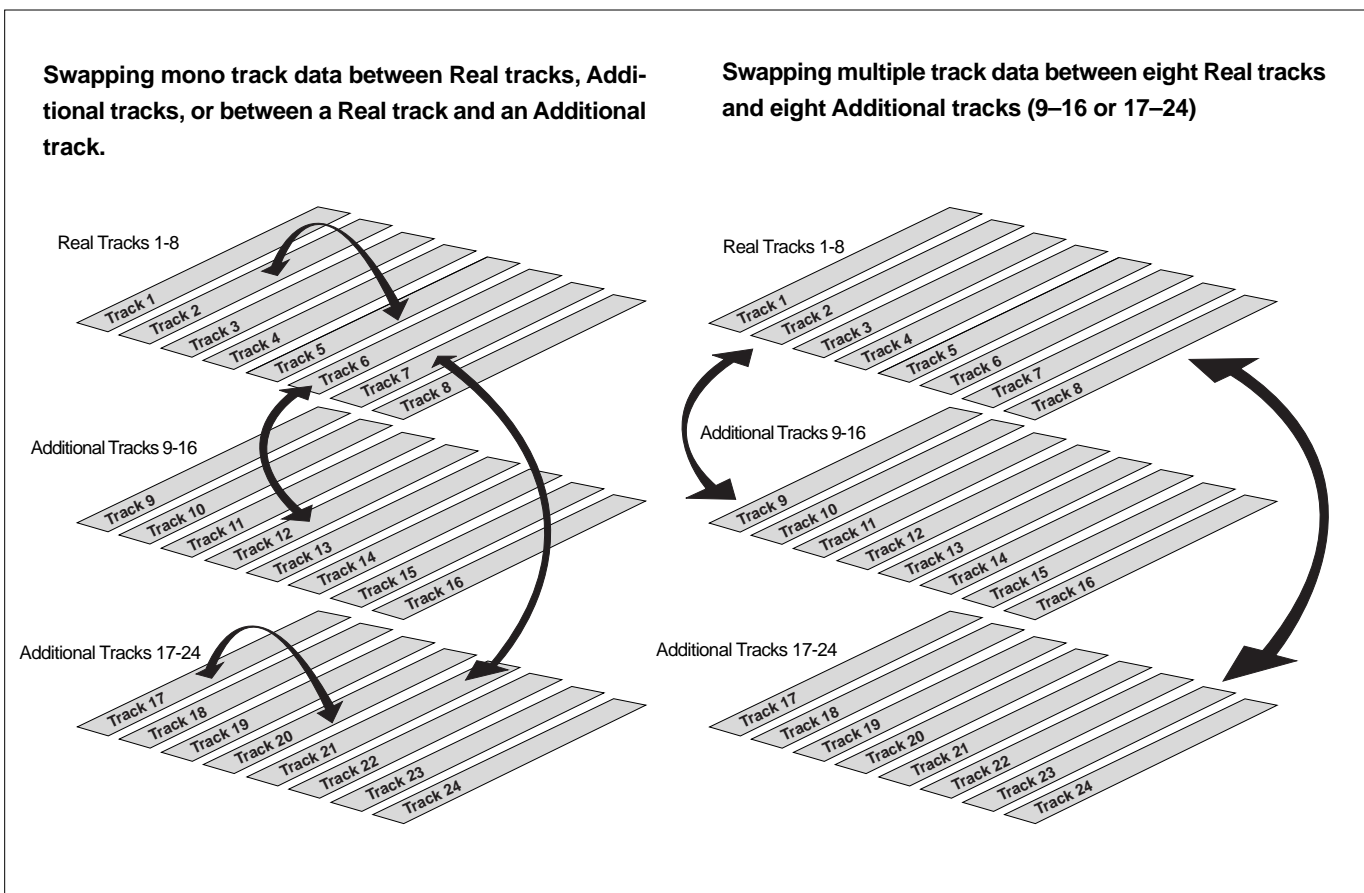 Swapping mono track data between Real tracks, Addi-
tional tracks, or between a Real track and an Additional
track.
Real Tracks 1-8
Track 1
Track 2
Track 3
Track 4
Track 5
Track 6
Track 7
Track 8
Additional Tracks 9-16
Track 9
Track 10
Track 11
Track 12
Track 13
Track 14
Track 15
Track 16
Additional Tracks 17-24
Track 17
Track 18
Track 19
Track 20
Track 21
Track 22
Track 23
Track 24
Swapping multiple track data between eight Real tracks
and eight Additional tracks (9–16 or 17–24)
Real Tracks 1-8
Track 1
Track 2
Track 3
Track 4
Track 5
Track 6
Track 7
Track 8
Additional Tracks 9-16
Track 9
Track 10
Track 11
Track 12
Track 13
Track 14
Track 15
Track 16
Additional Tracks 17-24
Track 17
Track 18
Track 19
Track 20
Track 21
Track 22
Track 23
Track 24